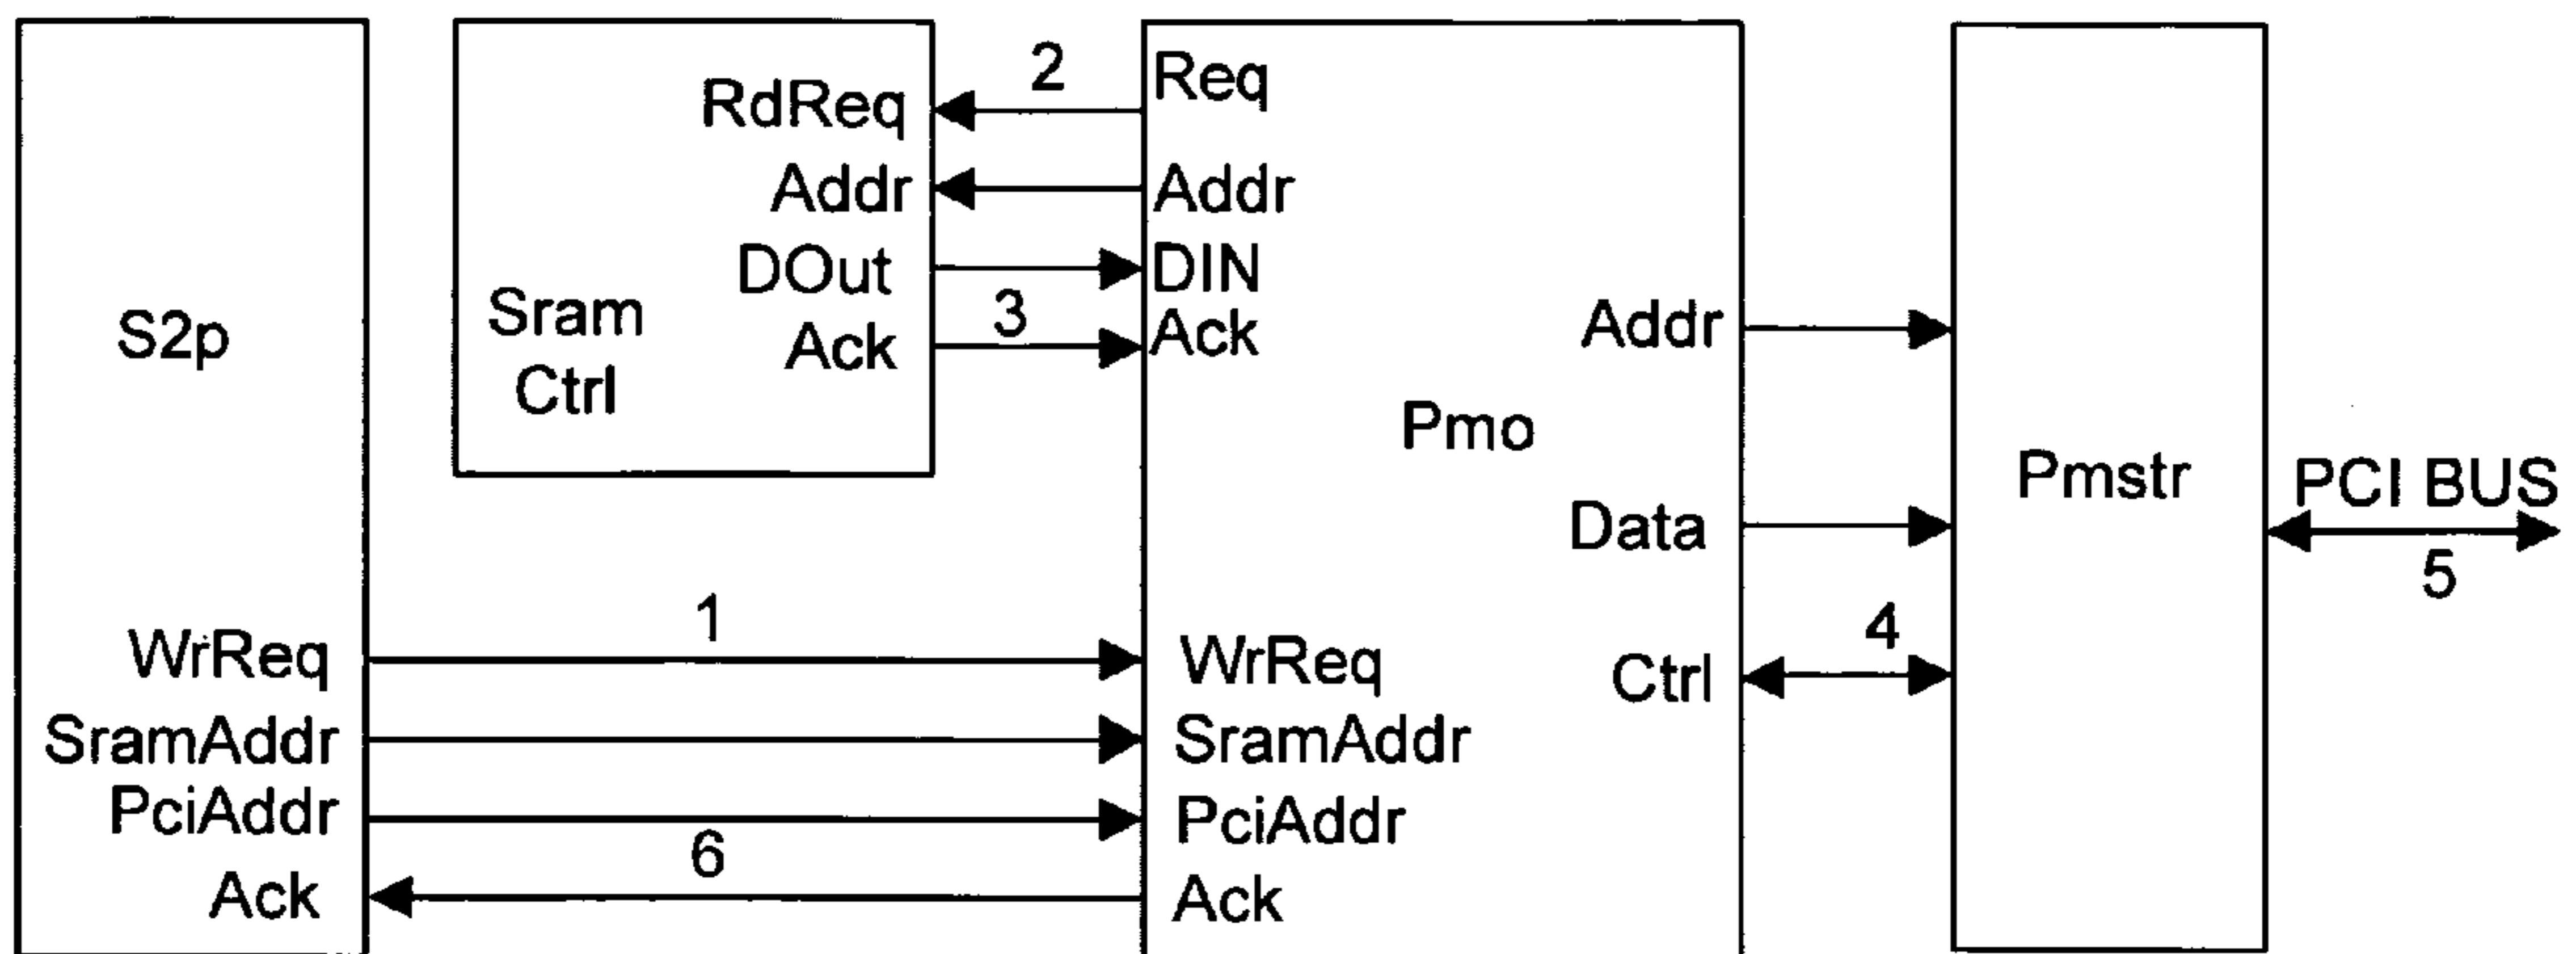 S2p
WrReq
SramAddr
PciAddr
Ack
Sram
Ctrl
RdReq
Addr
DOut
Ack
2
3
1
6
Req
Addr
DIN
Ack
Pmo
WrReq
SramAddr
PciAddr
Ack
Addr
Data
Ctrl
4
Pmstr
PCI BUS
5